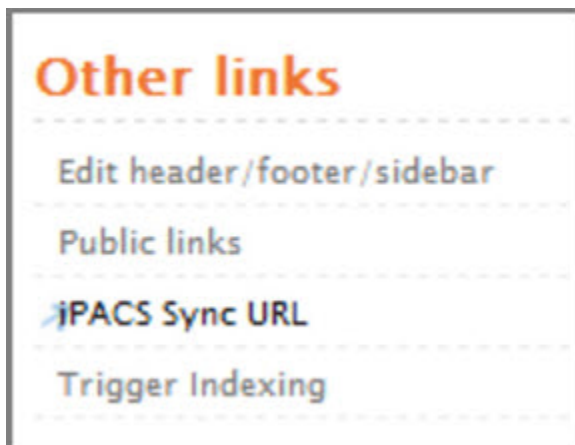 Other links
Edit header/footer/sidebar
Public links
iPACS Sync URL
Trigger Indexing